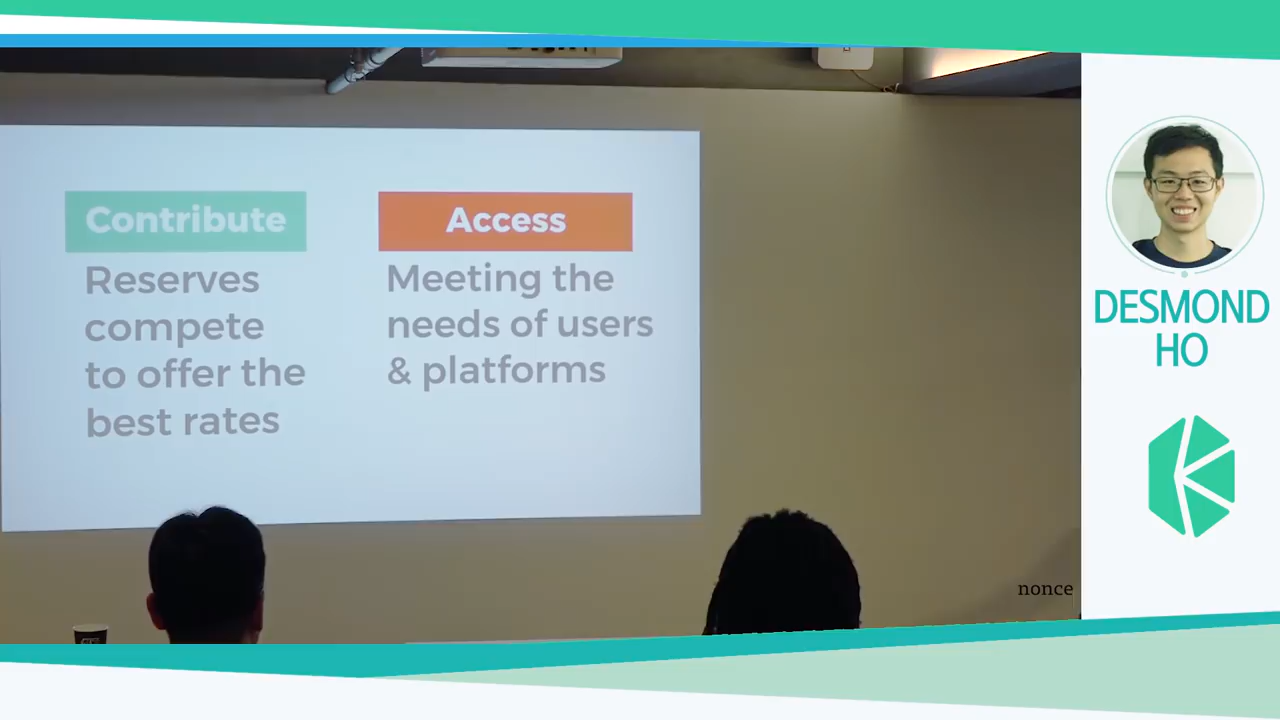 Contribute
Reserves
compete
to offer the
best rates
Access
Meeting the
needs of users
& platforms
DESMOND
HO
nonce